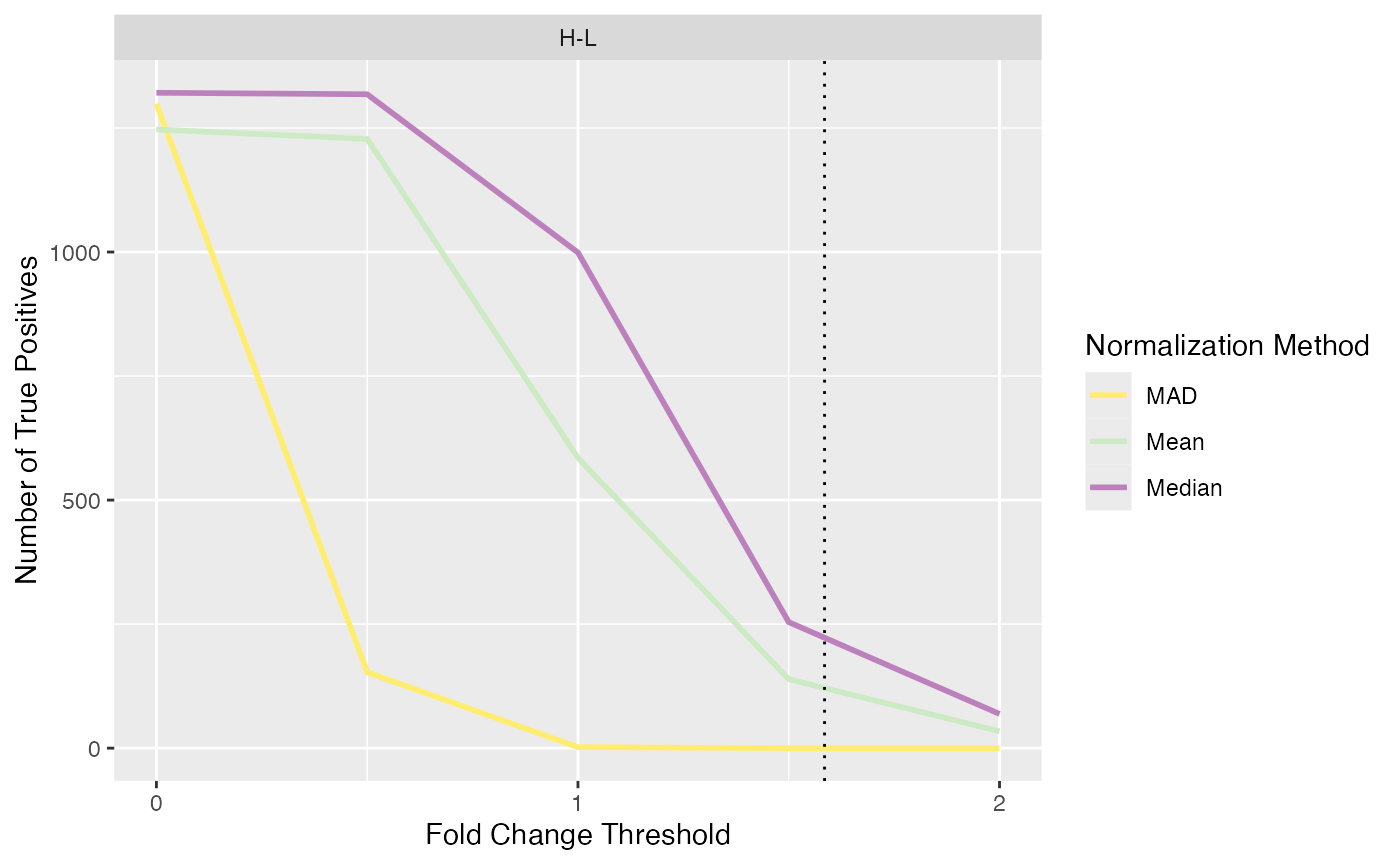 H-L
1000
500
0
0
1
2
Number of True Positives
Fold Change Threshold
Normalization Method
MAD
Mean
Median